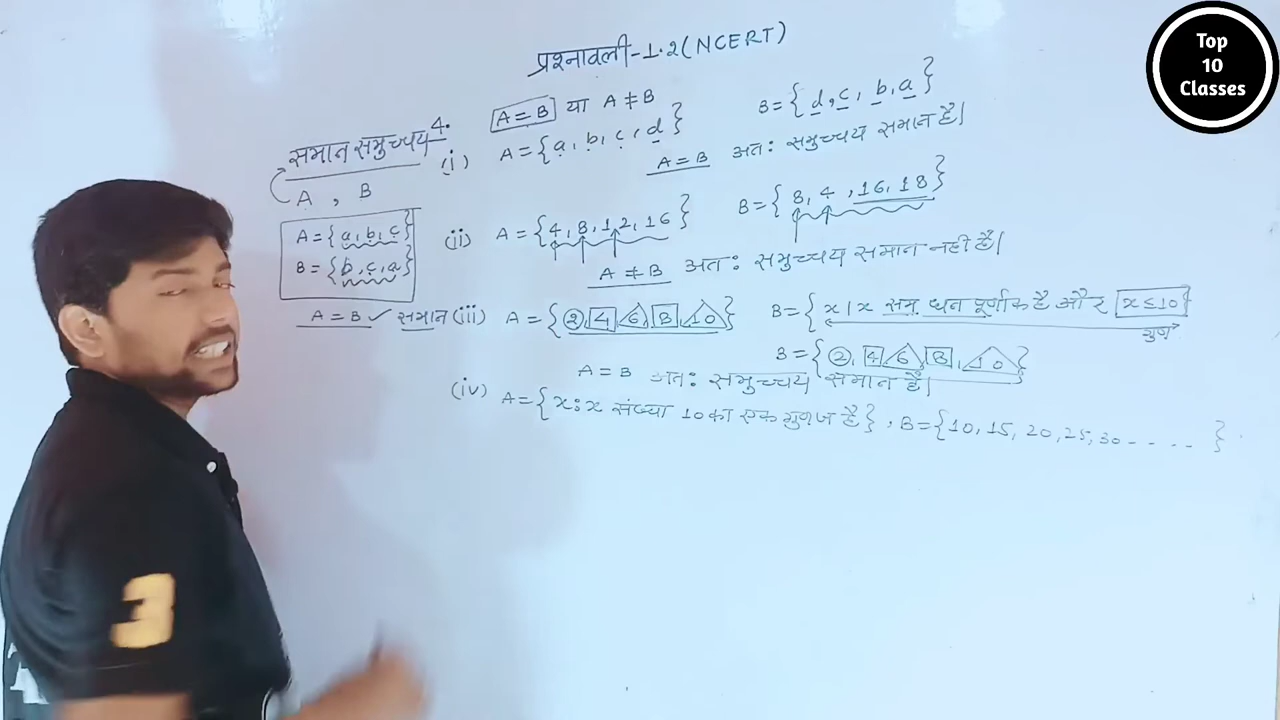 Top
10
Classes
प्रश्नावली-1.2(NCERT)
समान समुच्चय
A , B
A={a,b,c}
B={b,c,a}
A=B✓ समान
4. A=B या A≠B
(i) A={a,b,c,d} B={d,c,b,a}
A=B अतः समुच्चय समान है।
(ii) A={4,8,12,16} B={8,4,16,18}
A≠B अतः समुच्चय समान नही है।
(iii) A={2,4,6,8,10} B={x|x सम धन पूर्णांक है और x≤10}
गुण
B={2,4,6,8,10}
A=B अतः समुच्चय समान है।
(iv) A={x:x संख्या 10 का एक गुणज है}, B={10,15,20,25,30-----}
3